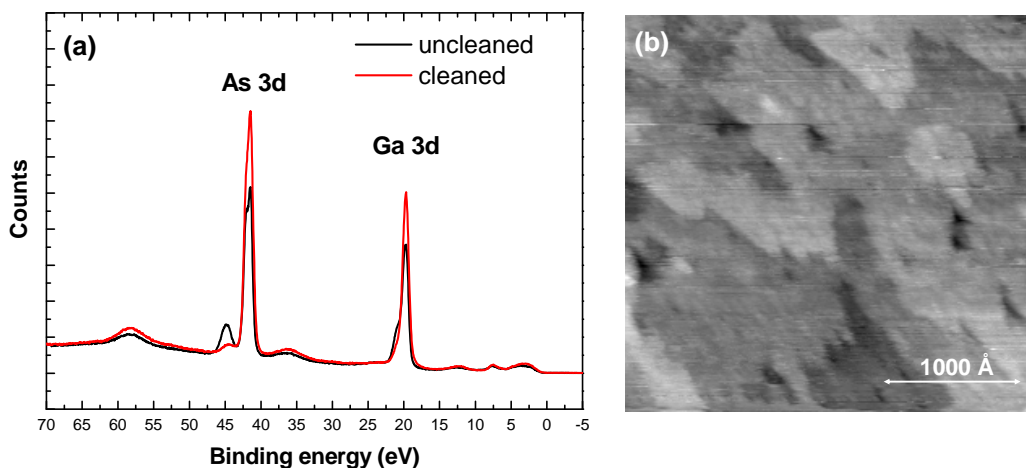 (a)
uncleaned
cleaned
As 3d
Ga 3d
Counts
70 65 60 55 50 45 40 35 30 25 20 15 10 5 0 -5
Binding energy (eV)
(b)
1000 Å